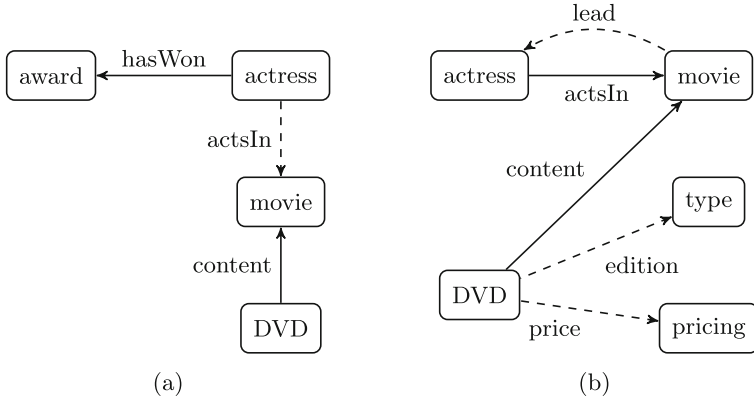 award
hasWon
actress
actsIn
movie
content
DVD
(a)
lead
actress
actsIn
movie
content
type
edition
DVD
price
pricing
(b)